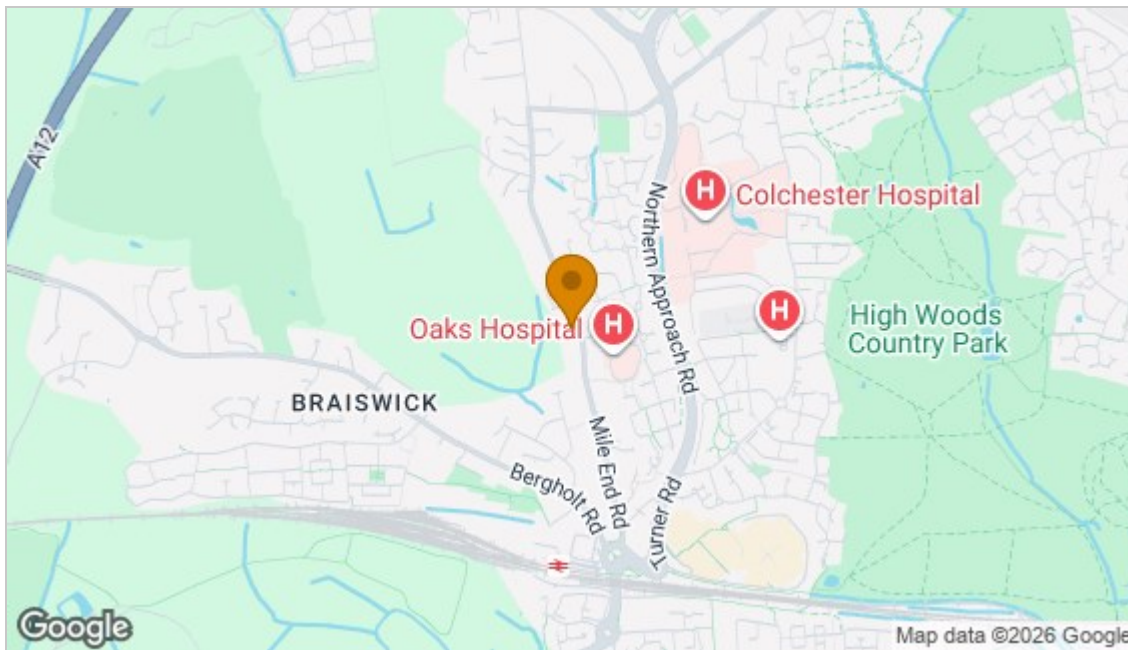 A12
H
Colchester Hospital
Northern Approach Rd
Oaks Hospital
H
H
High Woods
Country Park
BRAISWICK
Mile End Rd
Bergholt Rd
Turner Rd
Google
Map data ©2026 Google